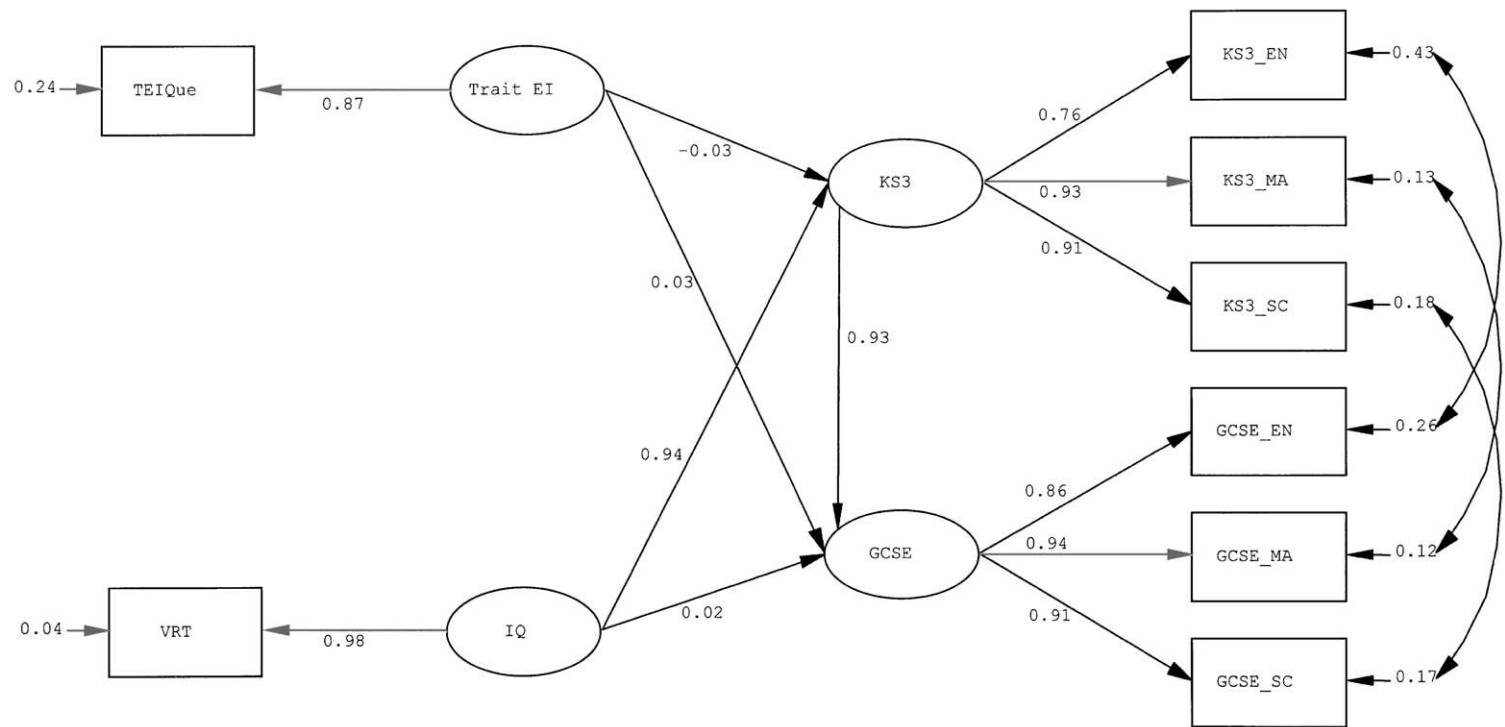 KS3_EN
0.43
0.24
TEIQue
0.87
Trait EI
0.76
-0.03
KS3
KS3_MA
0.13
0.93
0.91
0.03
KS3_SC
0.18
0.93
0.94
GCSE_EN
0.26
0.86
GCSE
0.94
GCSE_MA
0.12
0.02
0.91
0.04
VRT
0.98
IQ
GCSE_SC
0.17